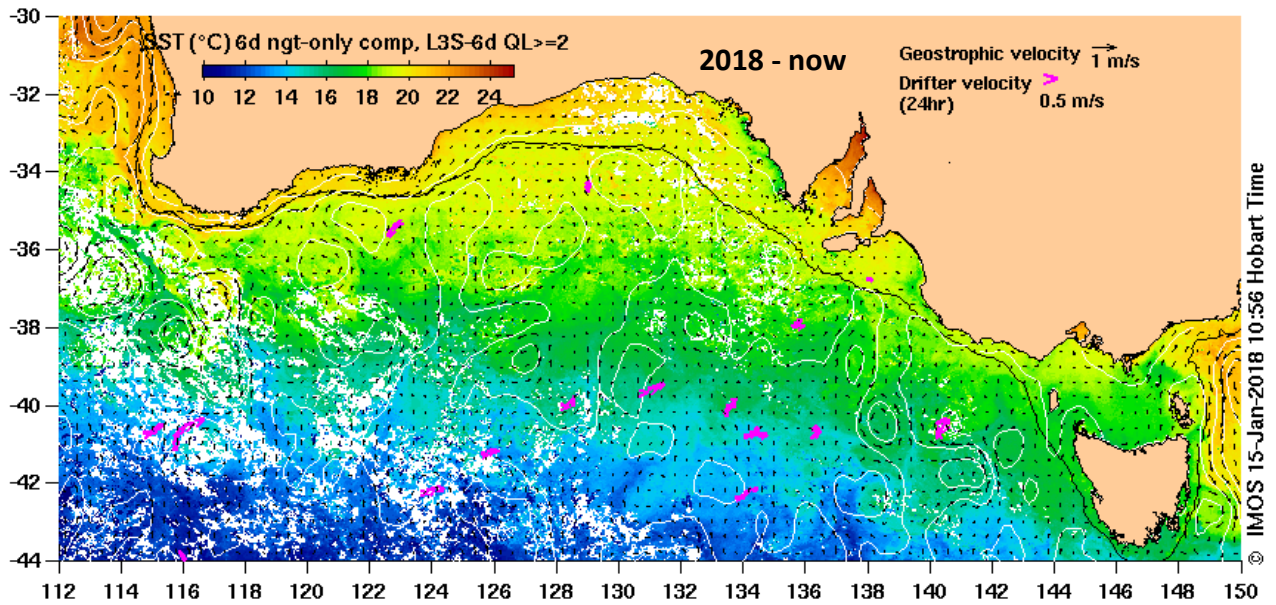 SST (°C) 6d ngt-only comp, L3S-6d QL>=2
10 12 14 16 18 20 22 24
2018 - now
Geostrophic velocity
1 m/s
Drifter velocity
(24hr)
0.5 m/s
-30
-32
-34
-36
-38
-40
-42
-44
112 114 116 118 120 122 124 126 128 130 132 134 136 138 140 142 144 146 148 150
© IMOS 15-Jan-2018 10:56 Hobart Time